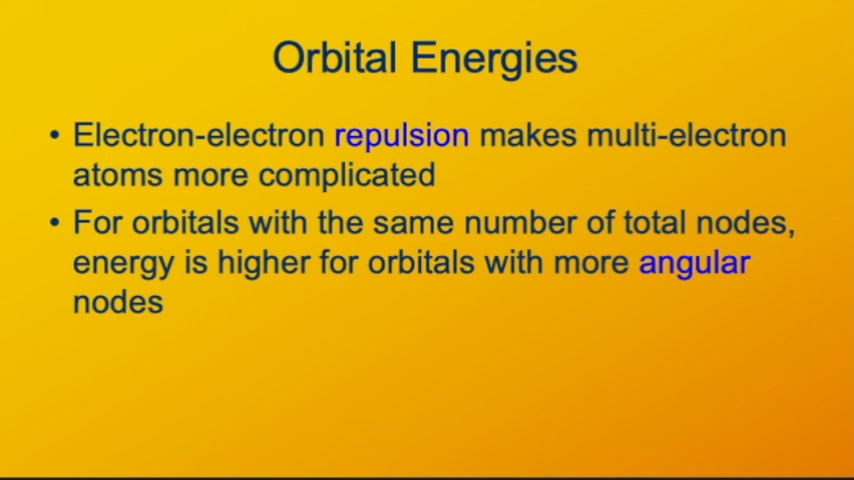 Orbital Energies
• Electron-electron repulsion makes multi-electron
atoms more complicated
• For orbitals with the same number of total nodes,
energy is higher for orbitals with more angular
nodes